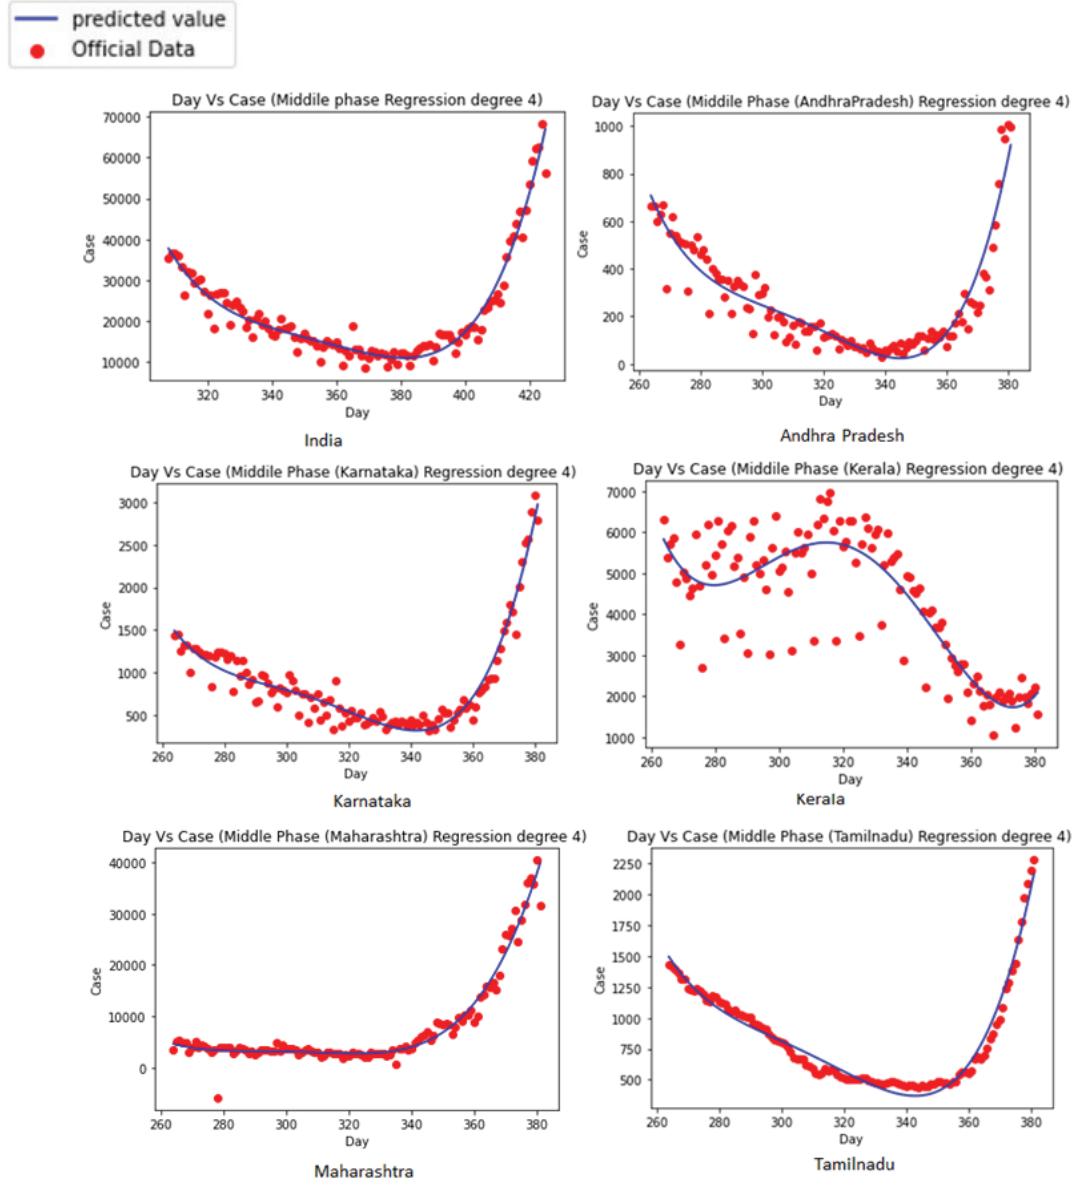 predicted value
Official Data
Day Vs Case (Middile phase Regression degree 4)
70000
60000
50000
40000
30000
20000
10000
Case
320 340 360 380 400 420
Day
India
Day Vs Case (Middile Phase (AndhraPradesh) Regression degree 4)
1000
800
600
400
200
0
Case
260 280 300 320 340 360 380
Day
Andhra Pradesh
Day Vs Case (Middile Phase (Karnataka) Regression degree 4)
3000
2500
2000
1500
1000
500
Case
260 280 300 320 340 360 380
Day
Karnataka
Day Vs Case (Middile Phase (Kerala) Regression degree 4)
7000
6000
5000
4000
3000
2000
1000
Case
260 280 300 320 340 360 380
Day
Kerala
Day Vs Case (Middle Phase (Maharashtra) Regression degree 4)
40000
30000
20000
10000
0
Case
260 280 300 320 340 360 380
Day
Maharashtra
Day Vs Case (Middle Phase (Tamilnadu) Regression degree 4)
2250
2000
1750
1500
1250
1000
750
500
Case
260 280 300 320 340 360 380
Day
Tamilnadu